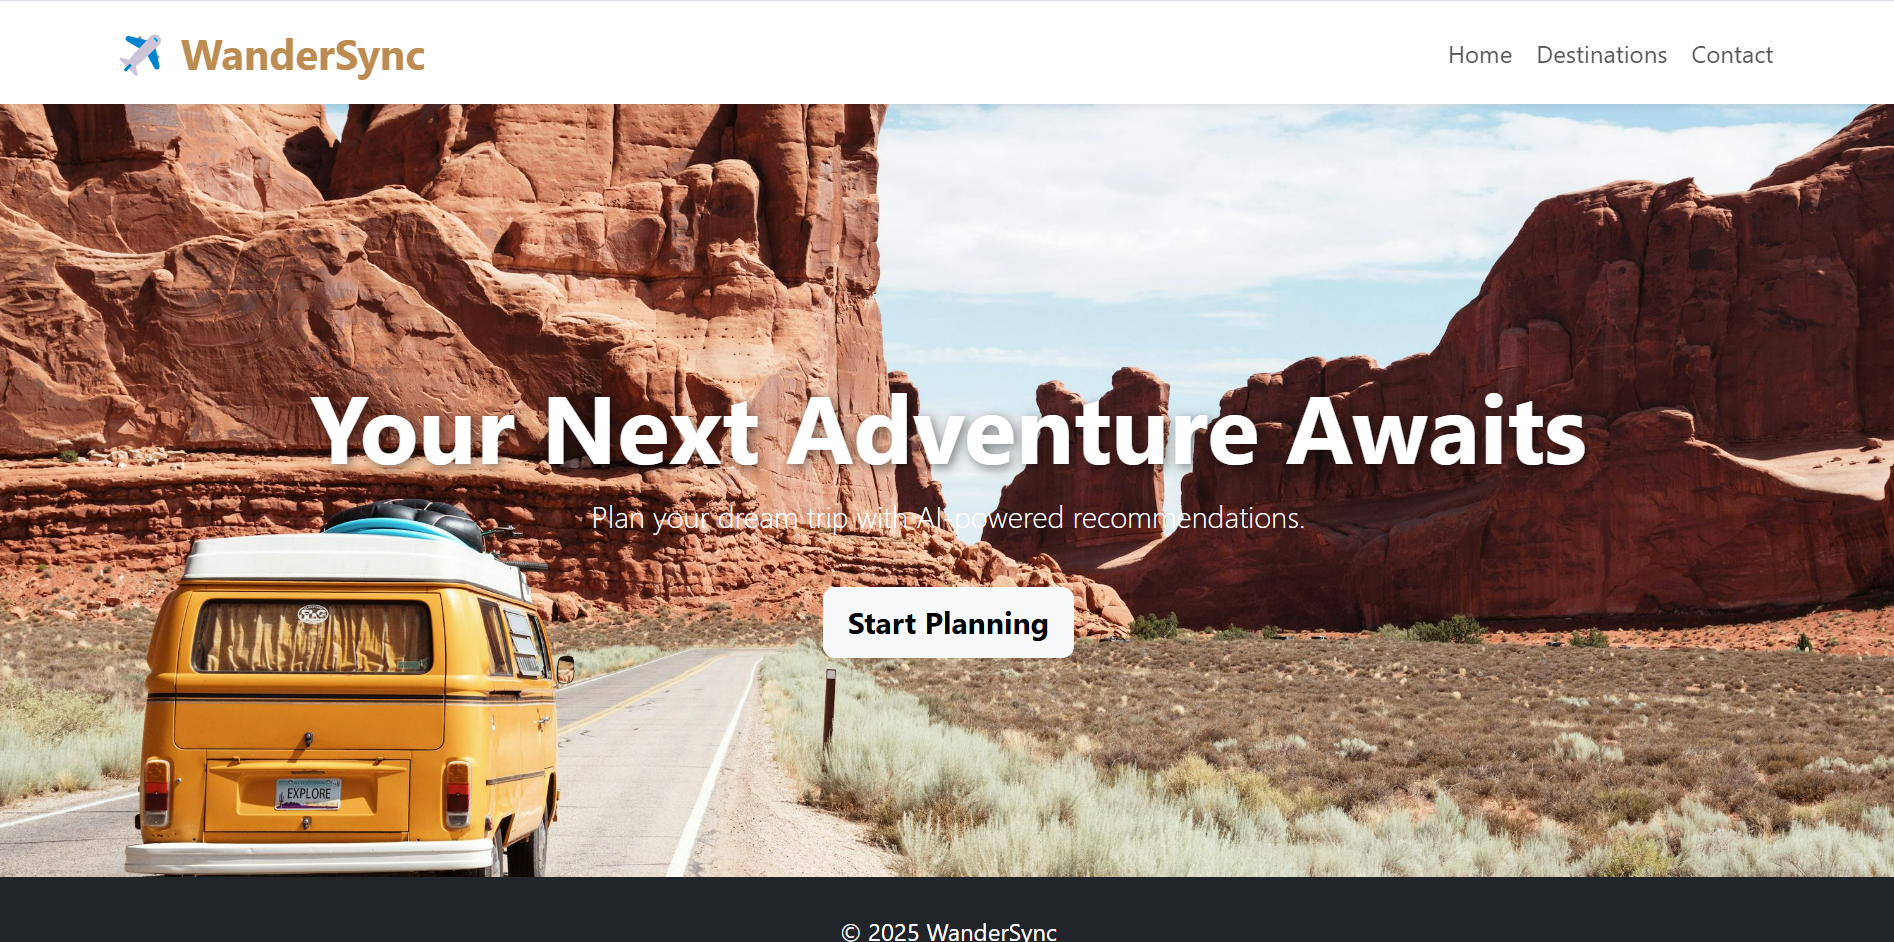 WanderSync
Home Destinations Contact
Your Next Adventure Awaits
Plan your dream trip with AI-powered recommendations.
Start Planning
EXPLORE
© 2025 WanderSync